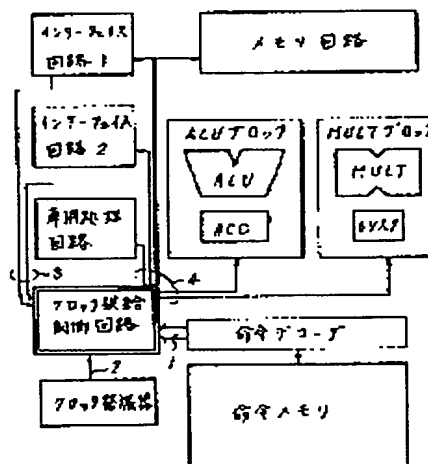 インターフェイス
回路 1
メモリ回路
インターフェイス
回路 2
ALUブロック
ALU
ACC
MULTブロック
MULT
レジスタ
専用処理
回路
3
4
クロック供給
制御回路
命令デコーダ
2
クロック発振器
命令メモリ